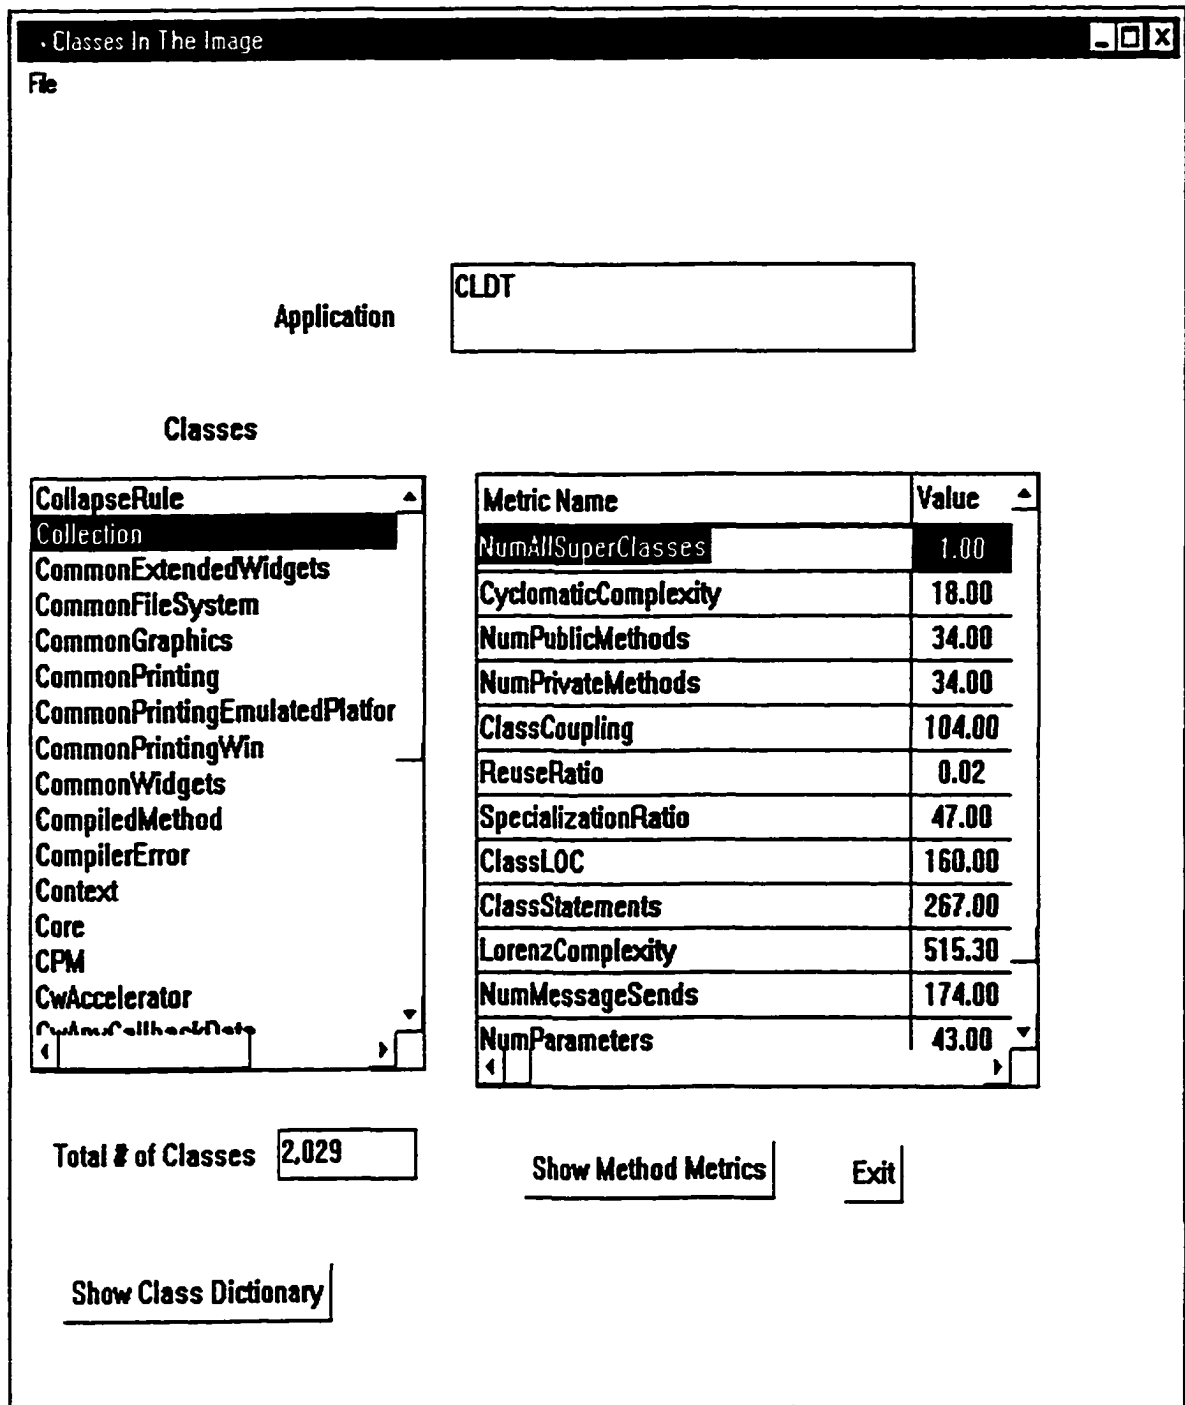 Classes In The Image
File
Application
CLDT
Classes
CollapseRule
Collection
CommonExtendedWidgets
CommonFileSystem
CommonGraphics
CommonPrinting
CommonPrintingEmulatedPlatfor
CommonPrintingWin
CommonWidgets
CompiledMethod
CompilerError
Context
Core
CPM
CwAccelerator
CwAnyCallbackData
Metric Name Value
NumAllSuperClasses 1.00
CyclomaticComplexity 18.00
NumPublicMethods 34.00
NumPrivateMethods 34.00
ClassCoupling 104.00
ReuseRatio 0.02
SpecializationRatio 47.00
ClassLOC 160.00
ClassStatements 267.00
LorenzComplexity 515.30
NumMessageSends 174.00
NumParameters 43.00
Total # of Classes 2,029
Show Method Metrics
Exit
Show Class Dictionary